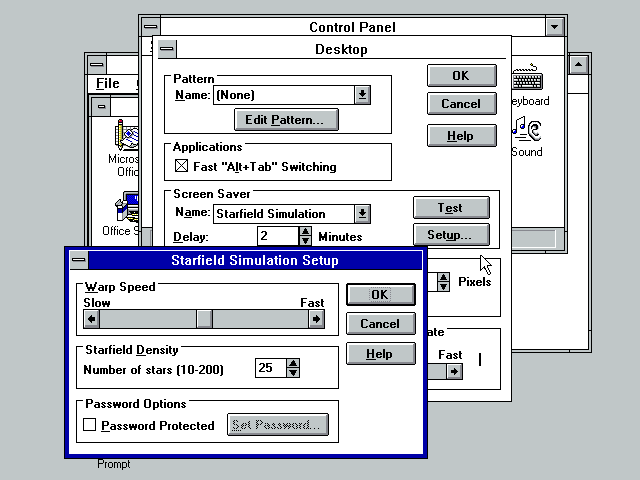 Control Panel
Desktop
Pattern
Name: (None)
Edit Pattern...
OK
Cancel
Help
Applications
Fast "Alt+Tab" Switching
Screen Saver
Name: Starfield Simulation
Delay: 2 Minutes
Test
Setup...
File
Office
eyboard
Sound
Pixels
ate
Fast
Starfield Simulation Setup
Warp Speed
Slow Fast
OK
Cancel
Help
Starfield Density
Number of stars (10-200) 25
Password Options
Password Protected Set Password...
Prompt